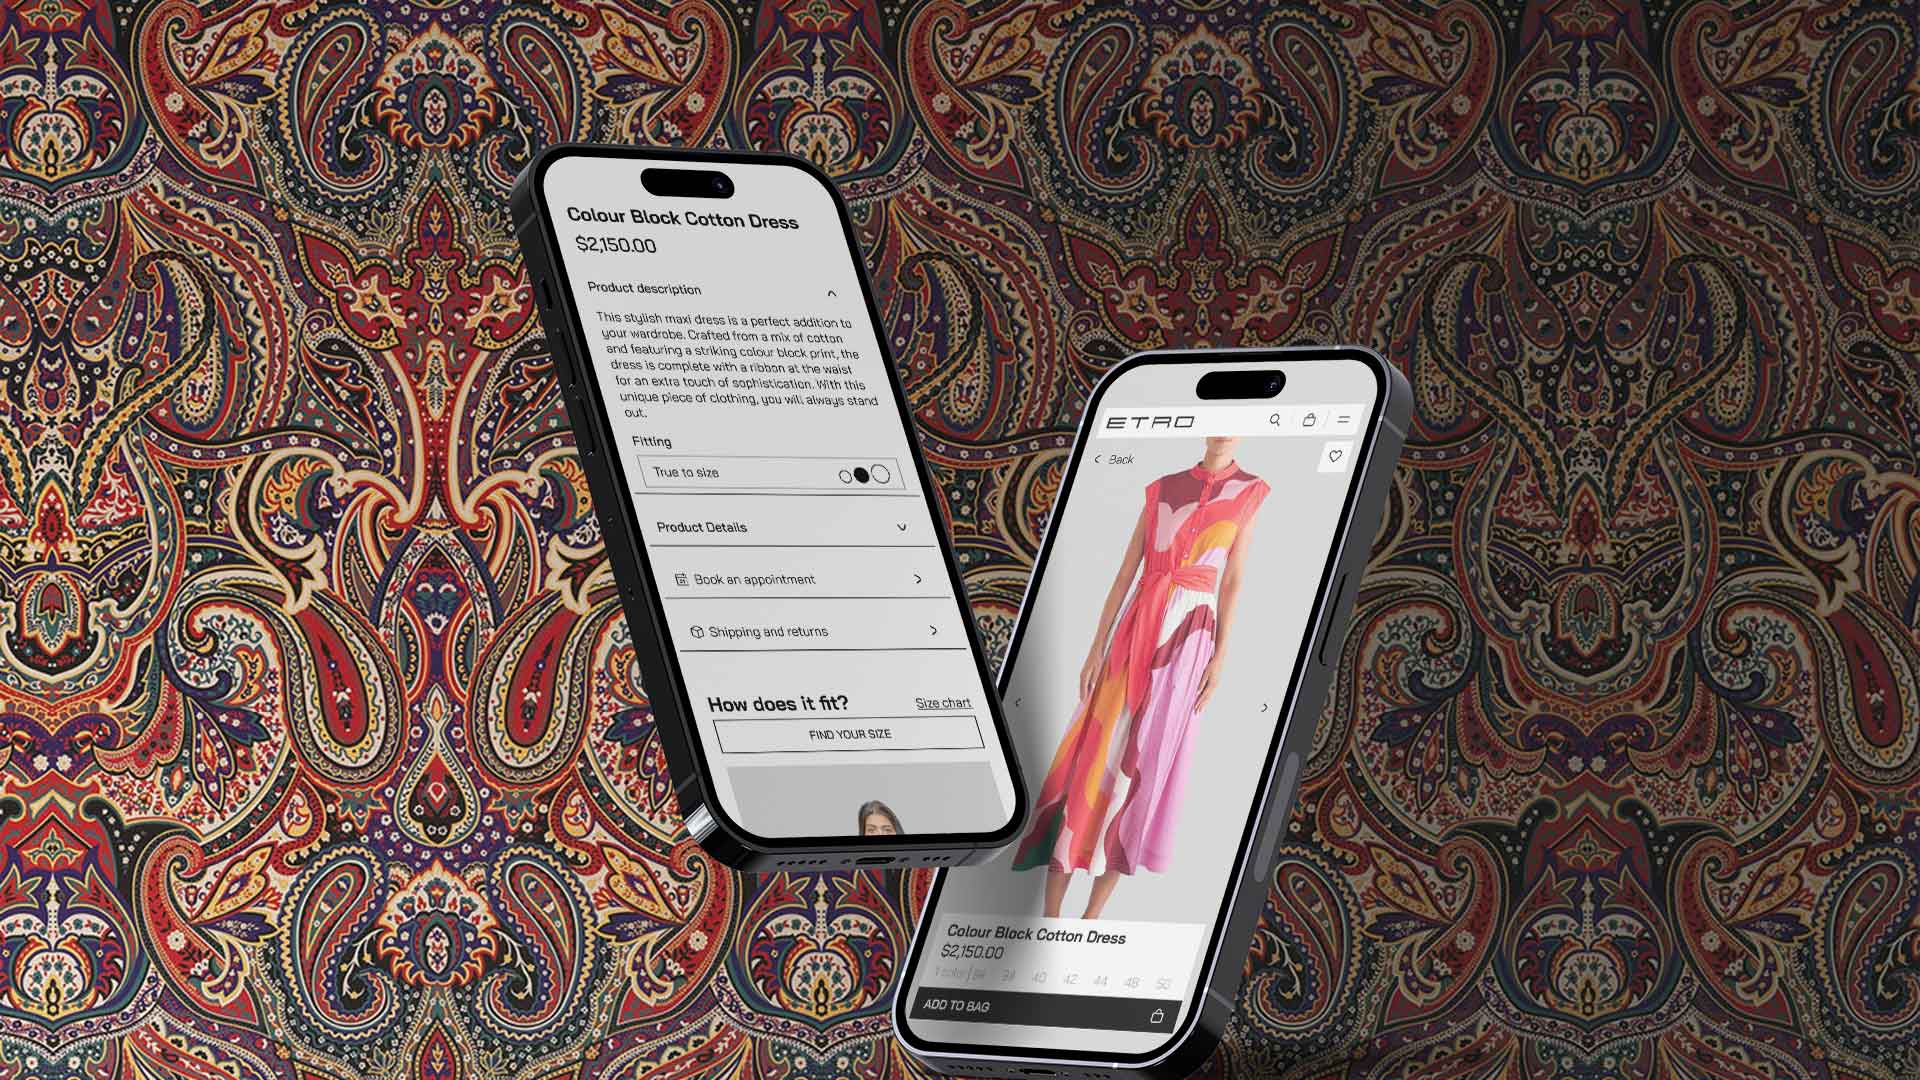 Colour Block Cotton Dress
$2,150.00
Product description
This stylish maxi dress is a perfect addition to
your wardrobe. Crafted from a mix of cotton
and featuring a striking colour block print, the
dress is complete with a ribbon at the waist
for an extra touch of sophistication. With this
unique piece of clothing, you will always stand
out.
Fitting
True to size
Product Details
Book an appointment
Shipping and returns
How does it fit?
Size chart
FIND YOUR SIZE
ETRO
Back
Colour Block Cotton Dress
$2,150.00
1 color 40 42 44 48 50
ADD TO BAG